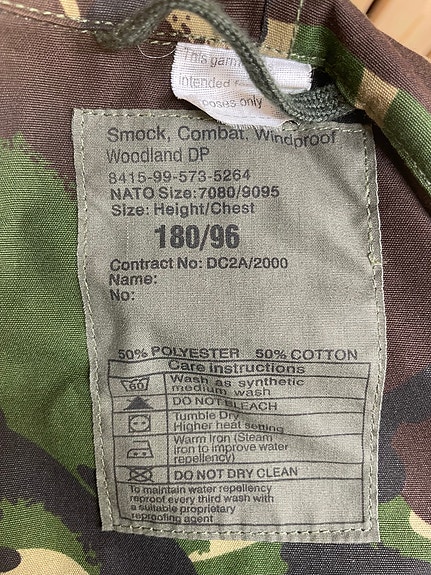 This garm
intended f
rposes only
Smock, Combat, Windproof
Woodland DP
8415-99-573-5264
NATO Size:7080/9095
Size: Height/Chest
180/96
Contract No: DC2A/2000
Name:
No:
50% POLYESTER 50% COTTON
Care instructions
60 Wash as synthetic
medium wash
DO NOT BLEACH
Tumble Dry
Higher heat setting
Warm Iron (Steam
Iron to improve water
repellency)
DO NOT DRY CLEAN
To maintain water repellency
reproof every third wash with
a suitable proprietary
reproofing agent